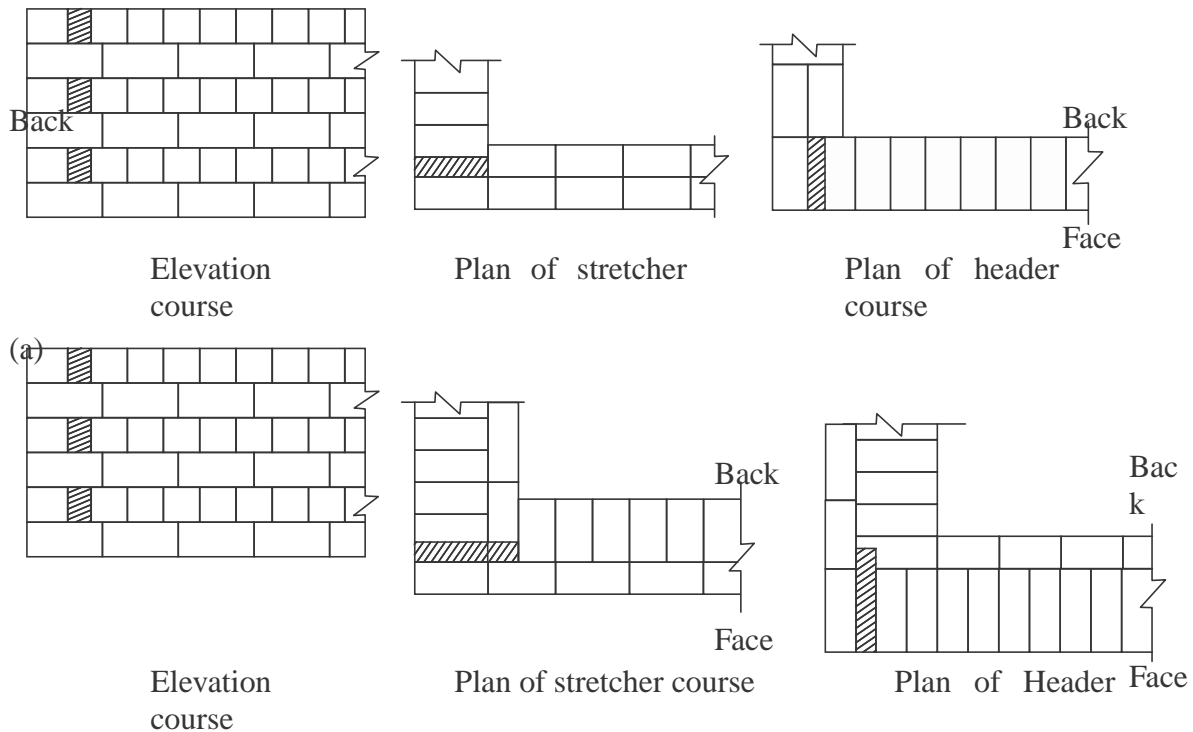 Back
Back
Face
Elevation
course
Plan of stretcher
Plan of header
course
(a)
Back
Bac
k
Face
Elevation
course
Plan of stretcher course
Plan of Header
Face